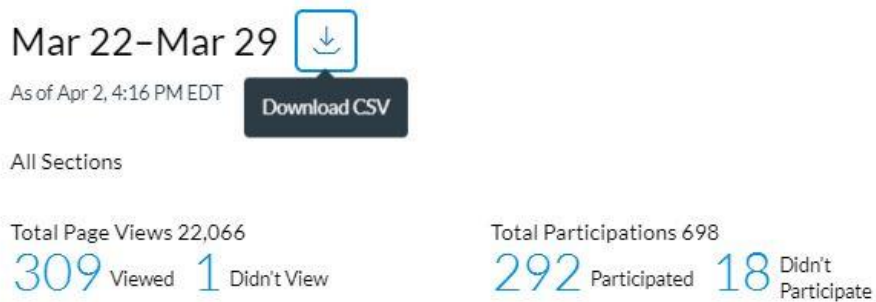 Mar 22–Mar 29
As of Apr 2, 4:16 PM EDT
Download CSV
All Sections
Total Page Views 22,066
309 Viewed 1 Didn't View
Total Participations 698
292 Participated 18 Didn't
Participate